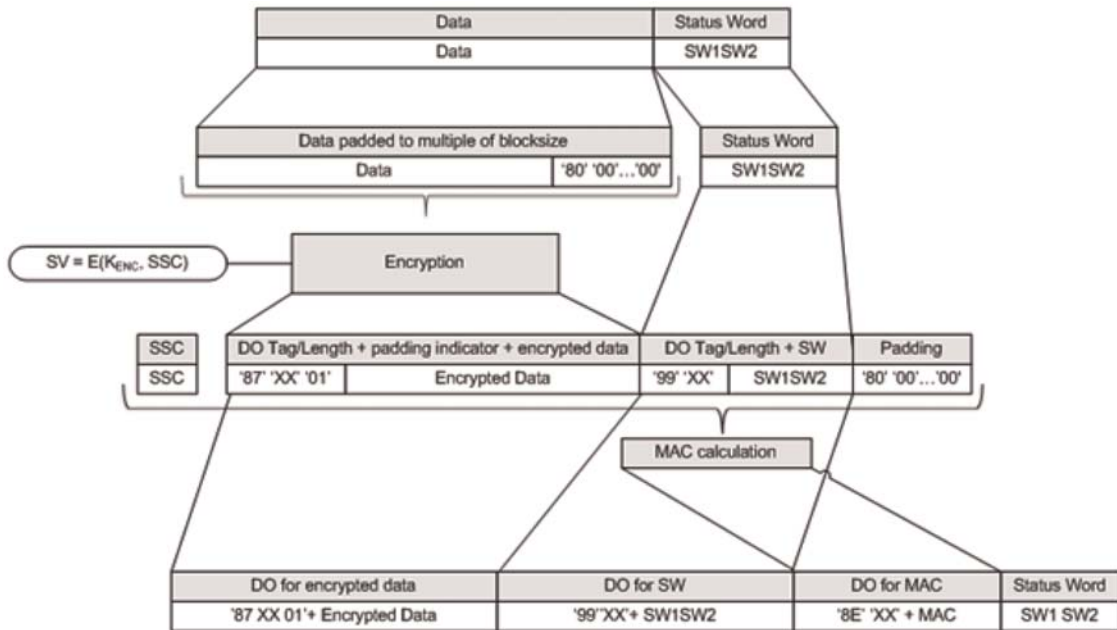 Data Status Word
Data SW1SW2
Data padded to multiple of blocksize Status Word
Data '80' '00'...'00' SW1SW2
SV = E(KENC, SSC) Encryption
SSC DO Tag/Length + padding indicator + encrypted data DO Tag/Length + SW Padding
SSC '87' 'XX' '01' Encrypted Data '99' 'XX' SW1SW2 '80' '00'...'00'
MAC calculation
DO for encrypted data DO for SW DO for MAC Status Word
'87 XX 01'+ Encrypted Data '99''XX'+ SW1SW2 '8E' 'XX' + MAC SW1 SW2